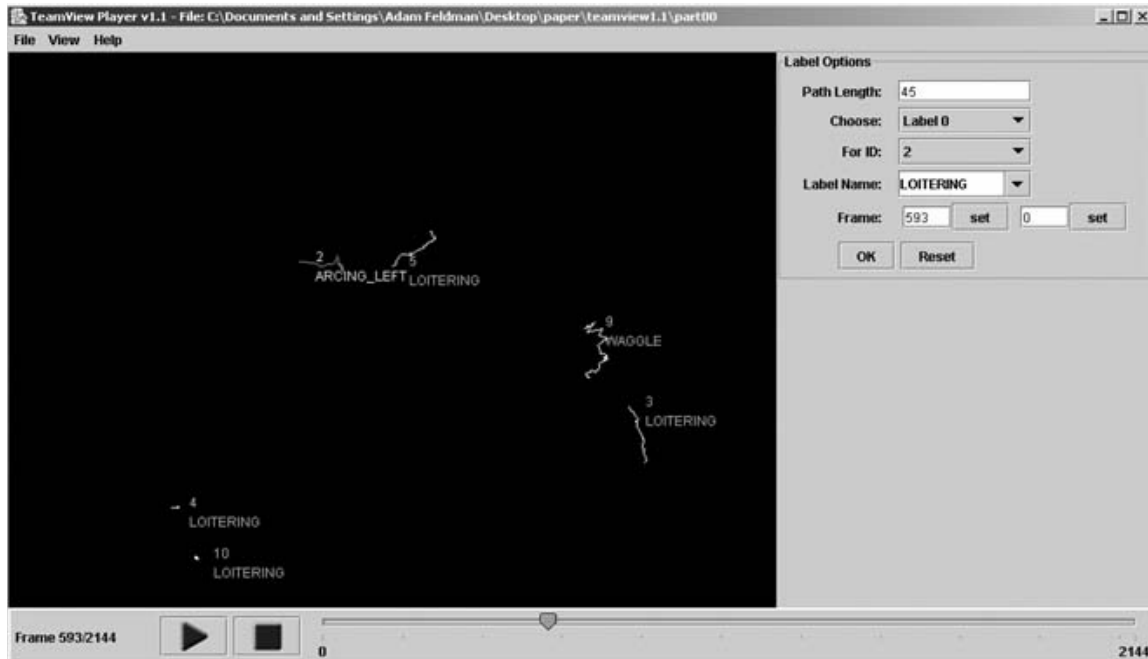 TeamView Player v1.1 - File: C:\Documents and Settings\Adam Feldman\Desktop\paper\teamview1.1\part00
File View Help
Label Options
Path Length: 45
Choose: Label 0
For ID: 2
Label Name: LOITERING
Frame: 593 set 0 set
OK Reset
2
ARCING_LEFT
5
LOITERING
9
WAGGLE
3
LOITERING
4
LOITERING
10
LOITERING
Frame 593/2144
0 2144